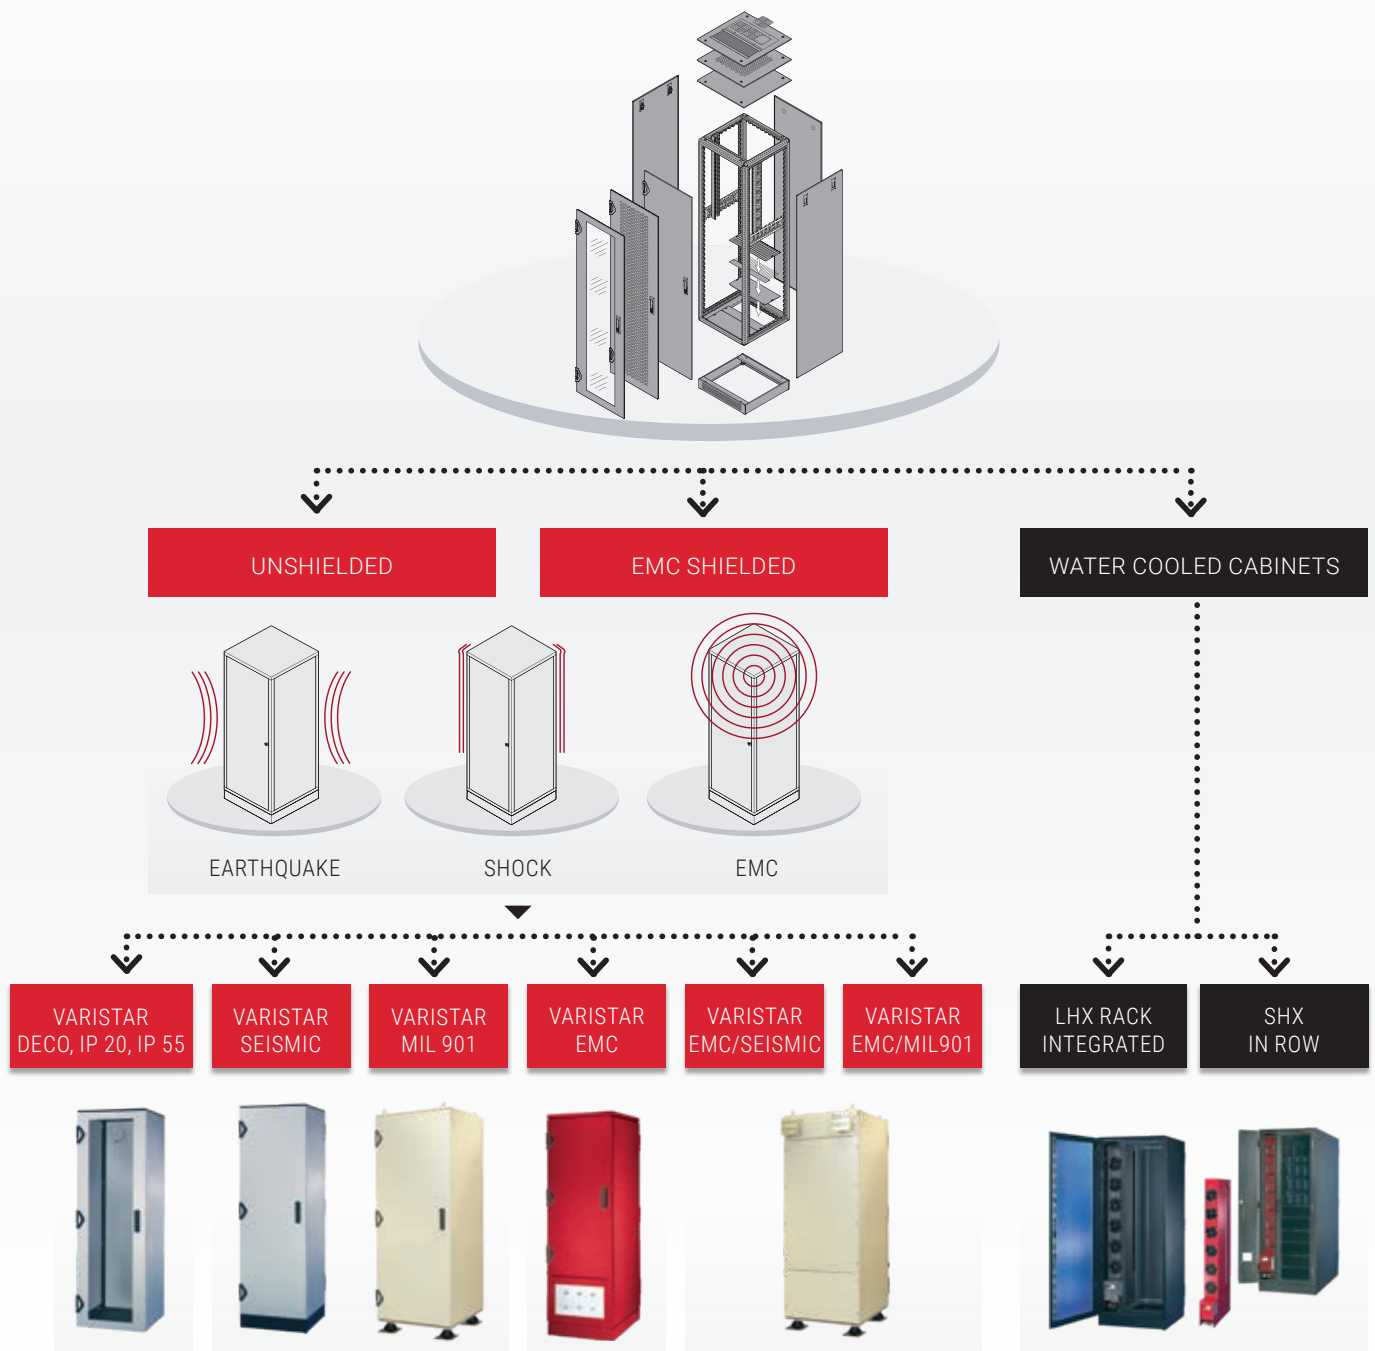 UNSHIELDED
EMC SHIELDED
WATER COOLED CABINETS
EARTHQUAKE
SHOCK
EMC
VARISTAR
DECO, IP 20, IP 55
VARISTAR
SEISMIC
VARISTAR
MIL 901
VARISTAR
EMC
VARISTAR
EMC/SEISMIC
VARISTAR
EMC/MIL901
LHX RACK
INTEGRATED
SHX
IN ROW